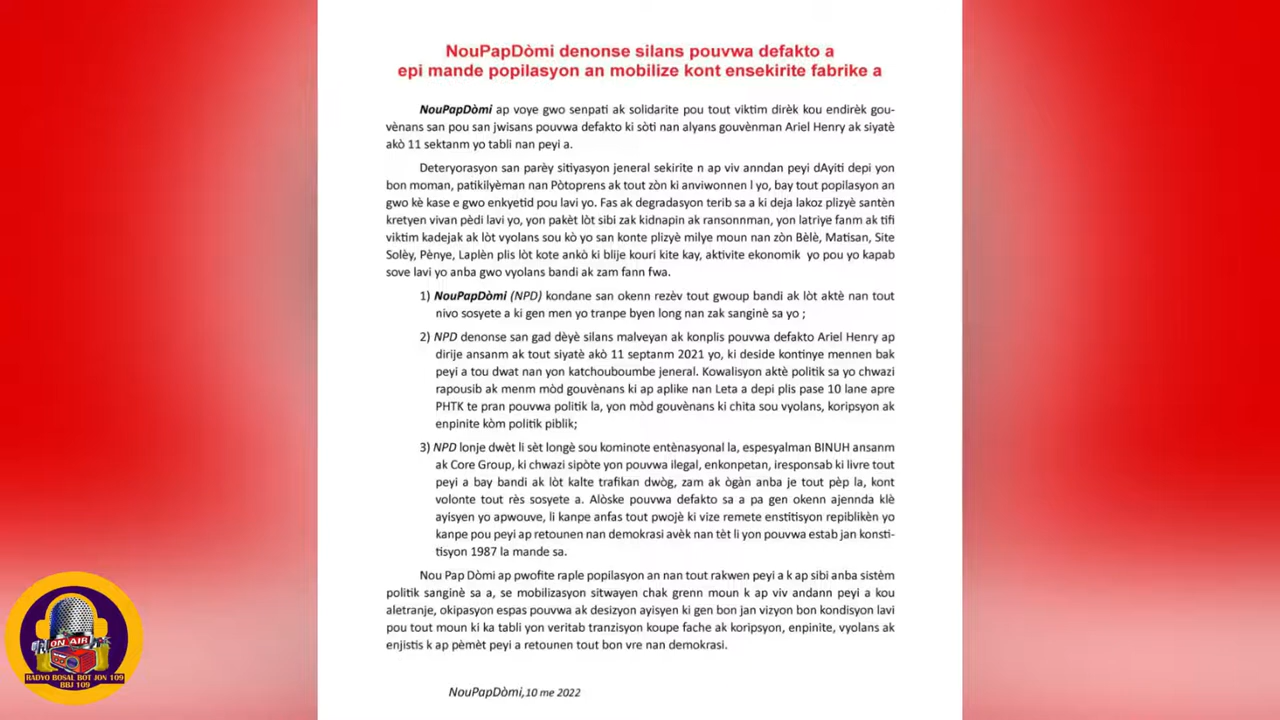 NouPapDòmi denonse silans pouvwa defakto a
epi mande popilasyon an mobilize kont ensekirite fabrike a
NouPapDòmi ap voye gwo senpati ak solidarite pou tout viktim dirèk kou endirèk gou-
vènans san pou san jwisans pouvwa defakto ki sòti nan alyans gouvènman Ariel Henry ak siyatè
akò 11 sektanm yo tabli nan peyi a.
Deteryorasyon san parèy sitiyasyon jeneral sekirite n ap viv anndan peyi dAyiti depi yon
bon moman, patikilyèman nan Pòtoprens ak tout zòn ki anviwonnen l yo, bay tout popilasyon an
gwo kè kase e gwo enkyetid pou lavi yo. Fas ak degradasyon terib sa a ki deja lakoz plizyè santèn
kretyen vivan pèdi lavi yo, yon pakèt lòt sibi zak kidnapin ak ransonnman, yon latriye fanm ak tifi
viktim kadejak ak lòt vyolans sou kò yo san konte plizyè milye moun nan zòn Bèlè, Matisan, Site
Solèy, Pènye, Laplèn plis lòt kote ankò ki blije kouri kite kay, aktivite ekonomik yo pou yo kapab
sove lavi yo anba gwo vyolans bandi ak zam fann fwa.
1) NouPapDòmi (NPD) kondane san okenn rezèv tout gwoup bandi ak lòt aktè nan tout
nivo sosyete a ki gen men yo tranpe byen long nan zak sanginè sa yo ;
2) NPD denonse san gad dèyè silans malveyan ak konplis pouvwa defakto Ariel Henry ap
dirije ansanm ak tout siyatè akò 11 septanm 2021 yo, ki deside kontinye mennen bak
peyi a tou dwat nan yon katchouboumbe jeneral. Kowalisyon aktè politik sa yo chwazi
rapousib ak menm mòd gouvènans ki ap aplike nan Leta a depi plis pase 10 lane apre
PHTK te pran pouvwa politik la, yon mòd gouvènans ki chita sou vyolans, koripsyon ak
enpinite kòm politik piblik;
3) NPD lonje dwèt li sèt longè sou kominote entènasyonal la, espesyalman BINUH ansanm
ak Core Group, ki chwazi sipòte yon pouvwa ilegal, enkonpetan, iresponsab ki livre tout
peyi a bay bandi ak lòt kalte trafikan dwòg, zam ak ògàn anba je tout pèp la, kont
volonte tout rès sosyete a. Alòske pouvwa defakto sa a pa gen okenn ajennda klè
ayisyen yo apwouve, li kanpe anfas tout pwojè ki vize remete enstitisyon repiblikèn yo
kanpe pou peyi ap retounen nan demokrasi avèk nan tèt li yon pouvwa estab jan konsti-
tisyon 1987 la mande sa.
Nou Pap Dòmi ap pwofite raple popilasyon an nan tout rakwen peyi a k ap sibi anba sistèm
politik sanginè sa a, se mobilizasyon sitwayen chak grenn moun k ap viv andann peyi a kou
aletranje, okipasyon espas pouvwa ak desizyon ayisyen ki gen bon jan vizyon bon kondisyon lavi
pou tout moun ki ka tabli yon veritab tranzisyon koupe fache ak koripsyon, enpinite, vyolans ak
enjistis k ap pèmèt peyi a retounen tout bon vre nan demokrasi.
NouPapDòmi,10 me 2022
ON AIR
RADYO BOSAL BOT JON 109
BBJ 109